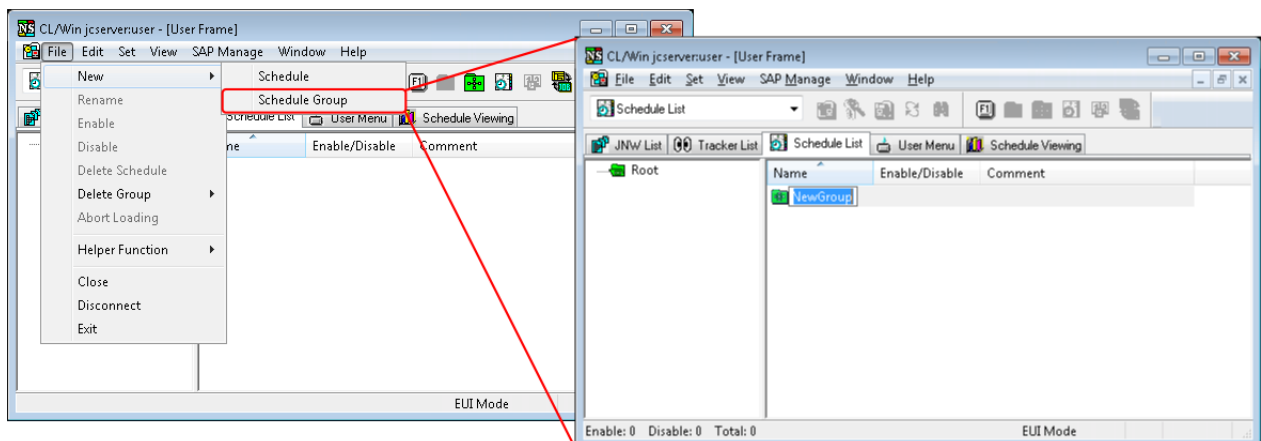 CL/Win jcserver:user - [User Frame]
File Edit Set View SAP Manage Window Help
New
Rename
Enable
Disable
Delete Schedule
Delete Group
Abort Loading
Helper Function
Close
Disconnect
Exit
Schedule
Schedule Group
F1
Schedule List User Menu Schedule Viewing
me Enable/Disable Comment
EUI Mode
CL/Win jcserver:user - [User Frame]
File Edit Set View SAP Manage Window Help
Schedule List
F1
JNW List Tracker List Schedule List User Menu Schedule Viewing
Root
Name Enable/Disable Comment
NewGroup
Enable: 0 Disable: 0 Total: 0 EUI Mode